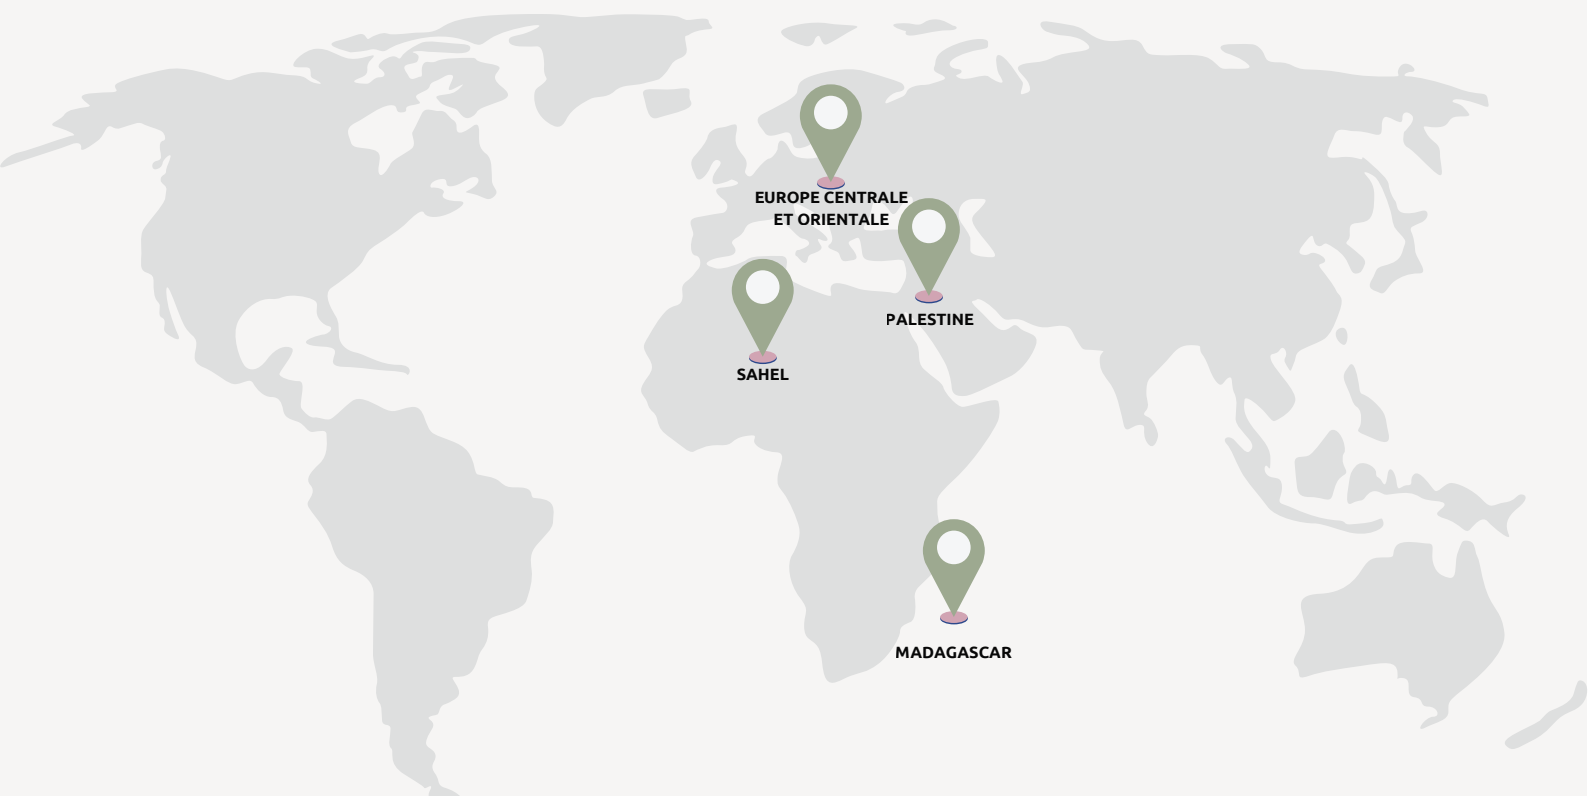 EUROPE CENTRALE
ET ORIENTALE
PALESTINE
SAHEL
MADAGASCAR